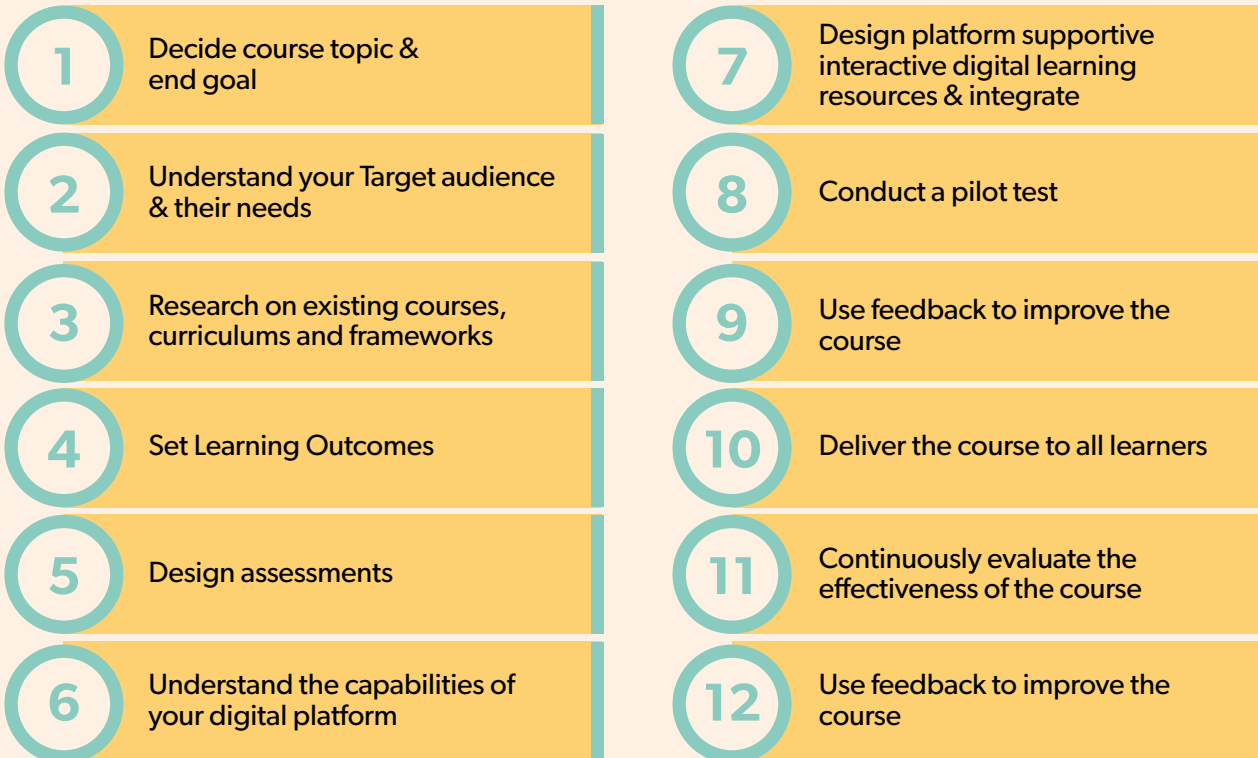 1
Decide course topic &
end goal
2
Understand your Target audience
& their needs
3
Research on existing courses,
curriculums and frameworks
4
Set Learning Outcomes
5
Design assessments
6
Understand the capabilities of
your digital platform
7
Design platform supportive
interactive digital learning
resources & integrate
8
Conduct a pilot test
9
Use feedback to improve the
course
10
Deliver the course to all learners
11
Continuously evaluate the
effectiveness of the course
12
Use feedback to improve the
course